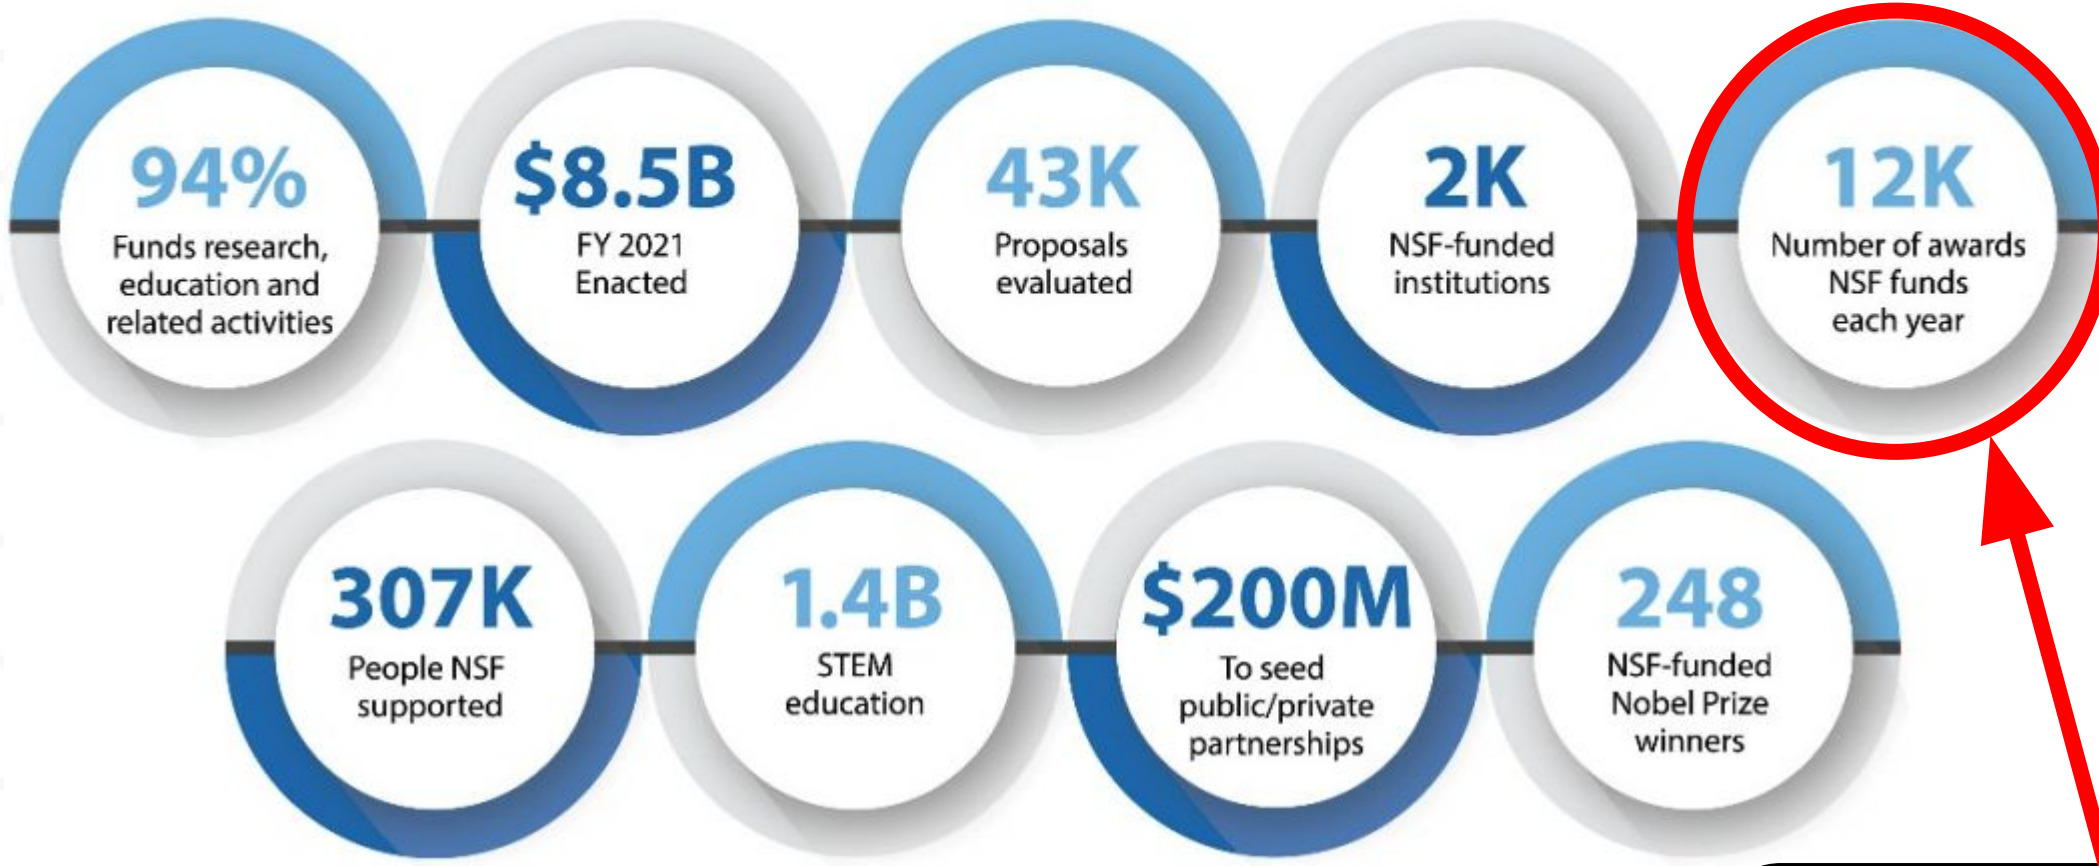 94%
Funds research,
education and
related activities
$8.5B
FY 2021
Enacted
43K
Proposals
evaluated
2K
NSF-funded
institutions
12K
Number of awards
NSF funds
each year
307K
People NSF
supported
1.4B
STEM
education
$200M
To seed
public/private
partnerships
248
NSF-funded
Nobel Prize
winners